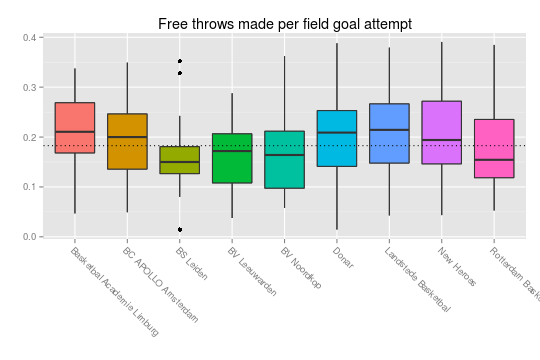 Free throws made per field goal attempt
0.4
0.3
0.2
0.1
0.0
Basketbal Academie Limburg
BC APOLLO Amsterdam
BS Leiden
BV Leeuwarden
BV Noordkop
Donar
Landstede Basketbal
New Heroes
Rotterdam Bask